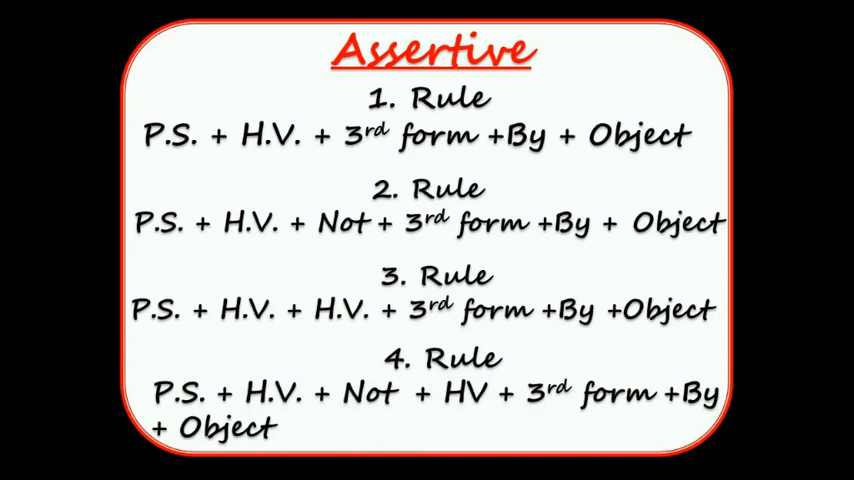 Assertive
1. Rule
P.S. + H.V. + 3rd form +By + Object
2. Rule
P.S. + H.V. + Not + 3rd form +By + Object
3. Rule
P.S. + H.V. + H.V. + 3rd form +By +Object
4. Rule
P.S. + H.V. + Not + HV + 3rd form +By
+ Object